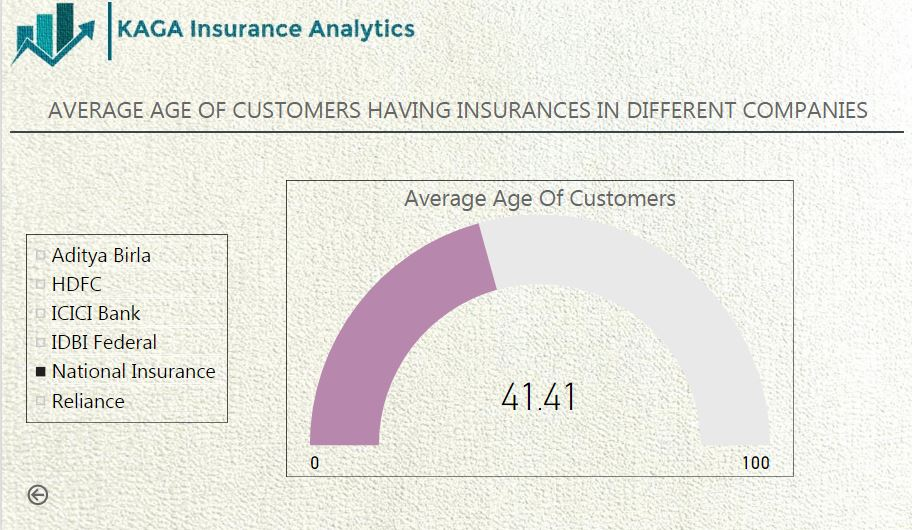 KAGA Insurance Analytics
AVERAGE AGE OF CUSTOMERS HAVING INSURANCES IN DIFFERENT COMPANIES
Average Age Of Customers
Aditya Birla
HDFC
ICICI Bank
IDBI Federal
National Insurance
Reliance
41.41
0
100